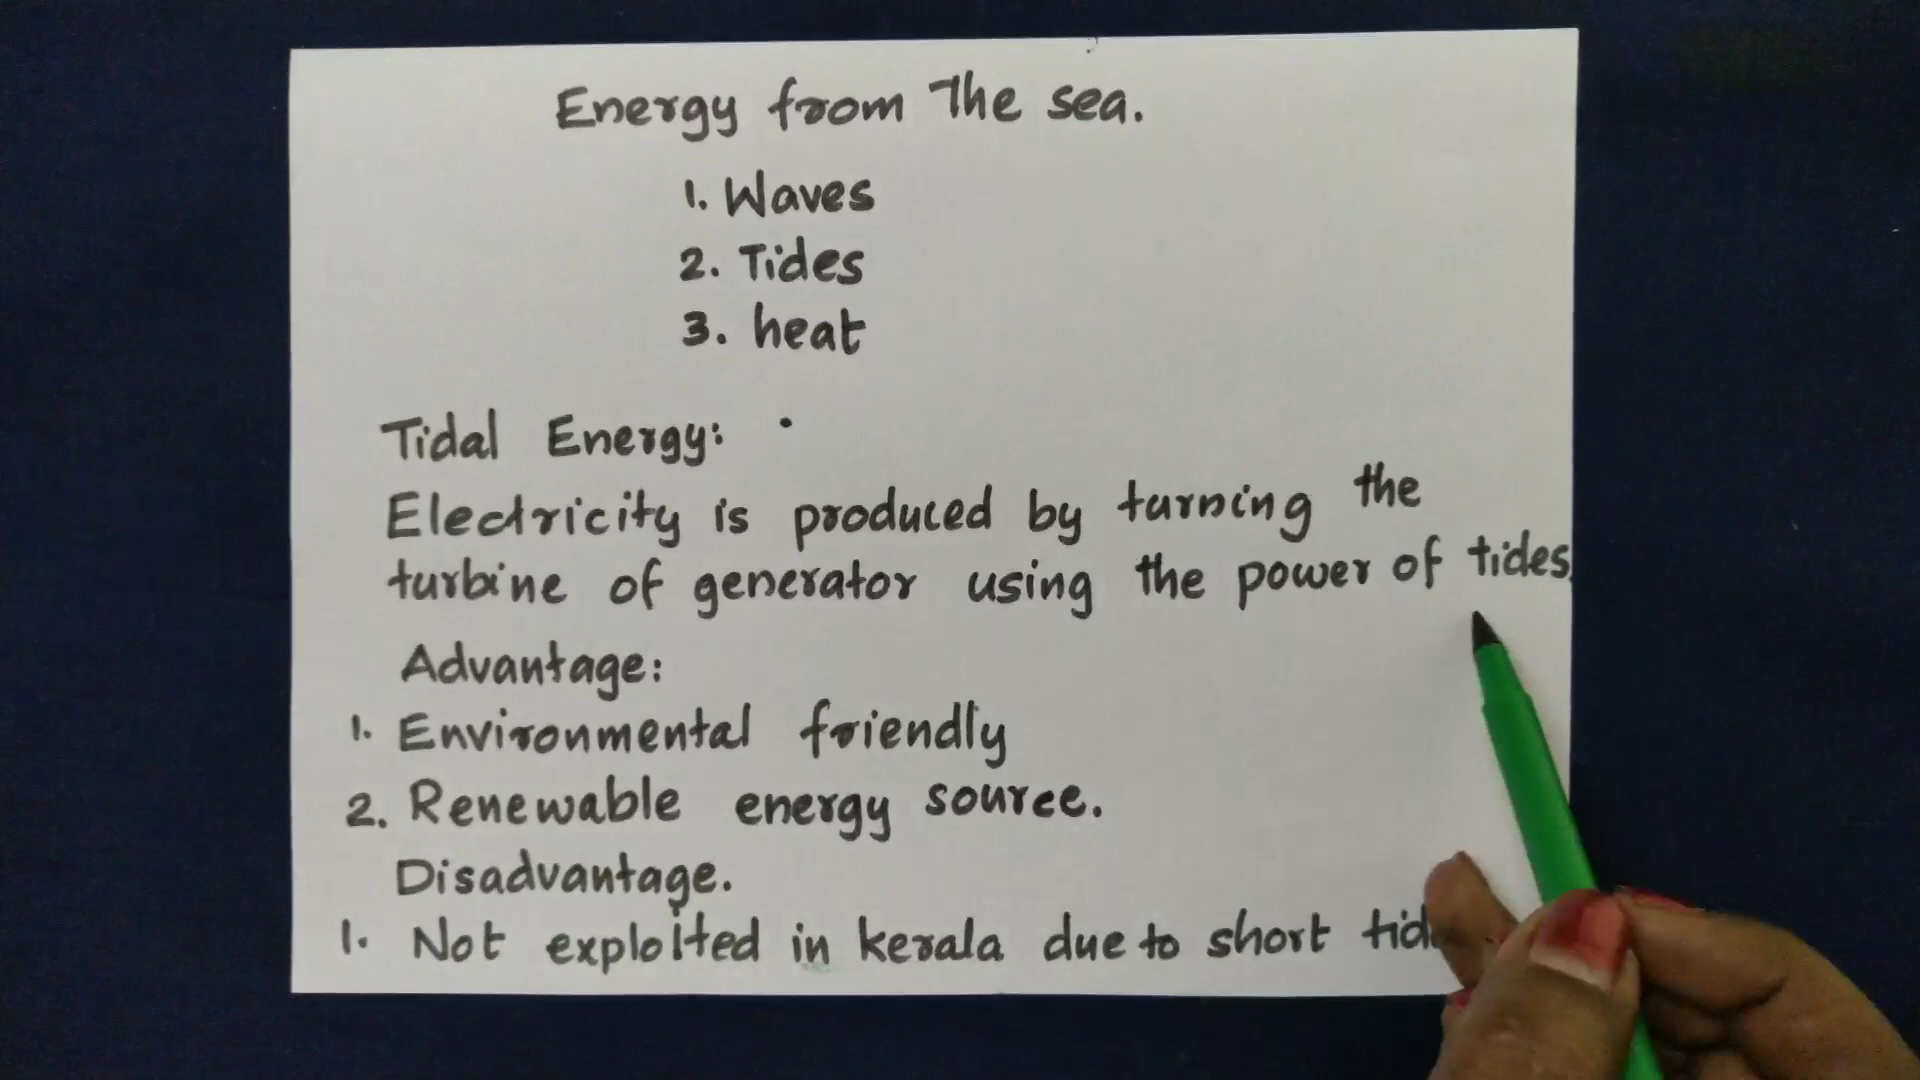 Energy from The sea.
1. Waves
2. Tides
3. heat
Tidal Energy:
Electricity is produced by turning the
turbine of generator using the power of tides.
Advantage:
1. Environmental friendly
2. Renewable energy source.
Disadvantage.
1. Not exploited in kerala due to short